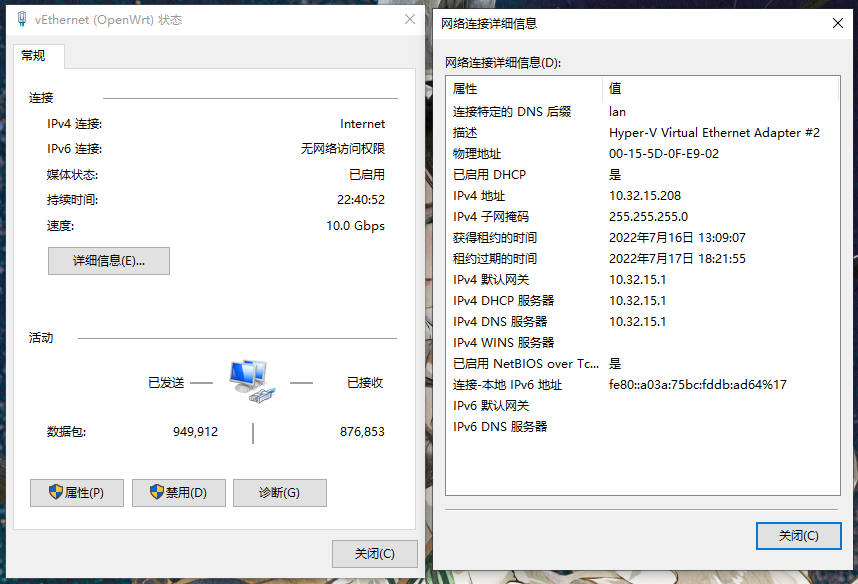 vEthernet (OpenWrt) 状态
常规
连接
IPv4 连接: Internet
IPv6 连接: 无网络访问权限
媒体状态: 已启用
持续时间: 22:40:52
速度: 10.0 Gbps
详细信息(E)...
活动
已发送 — — 已接收
数据包: 949,912 876,853
属性(P) 禁用(D) 诊断(G)
关闭(C)
网络连接详细信息
网络连接详细信息(D):
属性 值
连接特定的 DNS 后缀 lan
描述 Hyper-V Virtual Ethernet Adapter #2
物理地址 00-15-5D-0F-E9-02
已启用 DHCP 是
IPv4 地址 10.32.15.208
IPv4 子网掩码 255.255.255.0
获得租约的时间 2022年7月16日 13:09:07
租约过期的时间 2022年7月17日 18:21:55
IPv4 默认网关 10.32.15.1
IPv4 DHCP 服务器 10.32.15.1
IPv4 DNS 服务器 10.32.15.1
IPv4 WINS 服务器
已启用 NetBIOS over Tc... 是
连接-本地 IPv6 地址 fe80::a03a:75bc:fddb:ad64%17
IPv6 默认网关
IPv6 DNS 服务器
关闭(C)